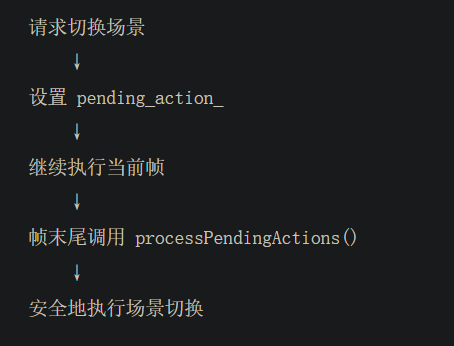 请求切换场景
↓
设置 pending_action_
↓
继续执行当前帧
↓
帧末尾调用 processPendingActions()
↓
安全地执行场景切换